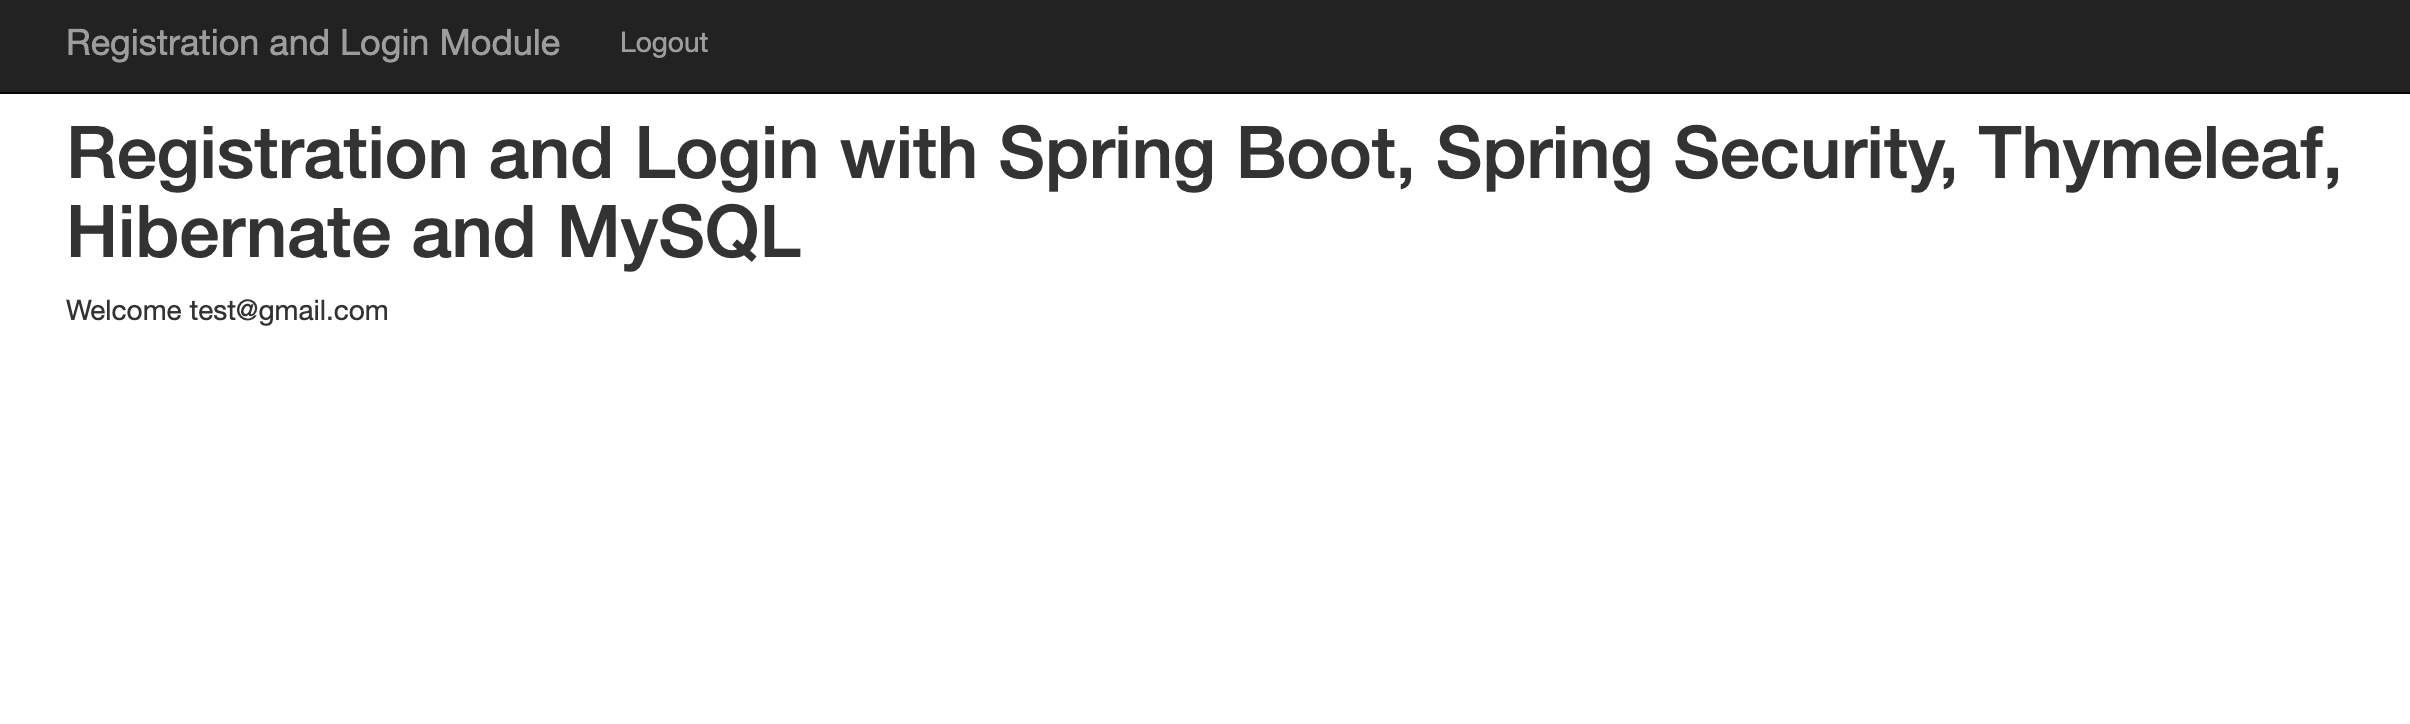 Registration and Login Module Logout
Registration and Login with Spring Boot, Spring Security, Thymeleaf,
Hibernate and MySQL
Welcome test@gmail.com